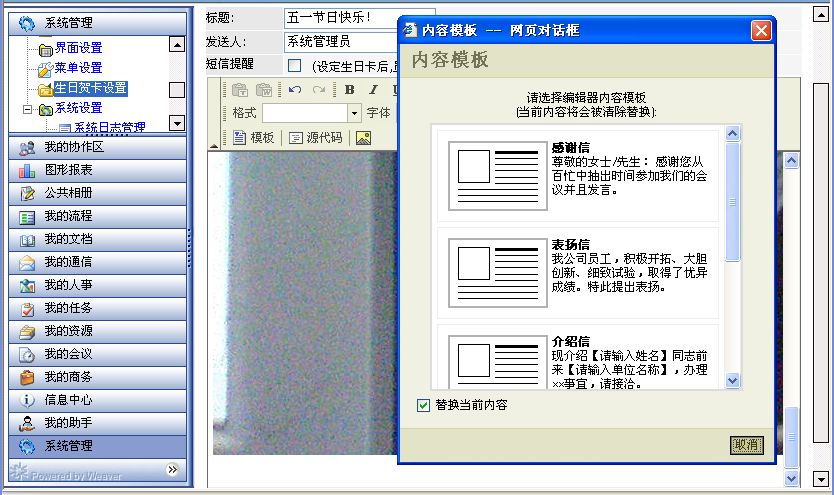 系统管理
界面设置
菜单设置
生日贺卡设置
系统设置
系统日志管理
我的协作区
图形报表
公共相册
我的流程
我的文档
我的通信
我的人事
我的任务
我的资源
我的会议
我的商务
信息中心
我的助手
系统管理
Powered by Weaver
标题: 五一节日快乐!
发送人: 系统管理员
短信提醒 (设定生日卡后,
B I U
格式 字体
模板 源代码
内容模板 -- 网页对话框
内容模板
请选择编辑器内容模板
(当前内容将会被清除替换):
感谢信
尊敬的女士/先生：感谢您从
百忙中抽出时间参加我们的会
议并且发言。
表扬信
我公司员工，积极开拓、大胆
创新、细致试验，取得了优异
成绩。特此提出表扬。
介绍信
现介绍【请输入姓名】同志前
来【请输入单位名称】，办理
××事宜，请接洽。
替换当前内容
取消